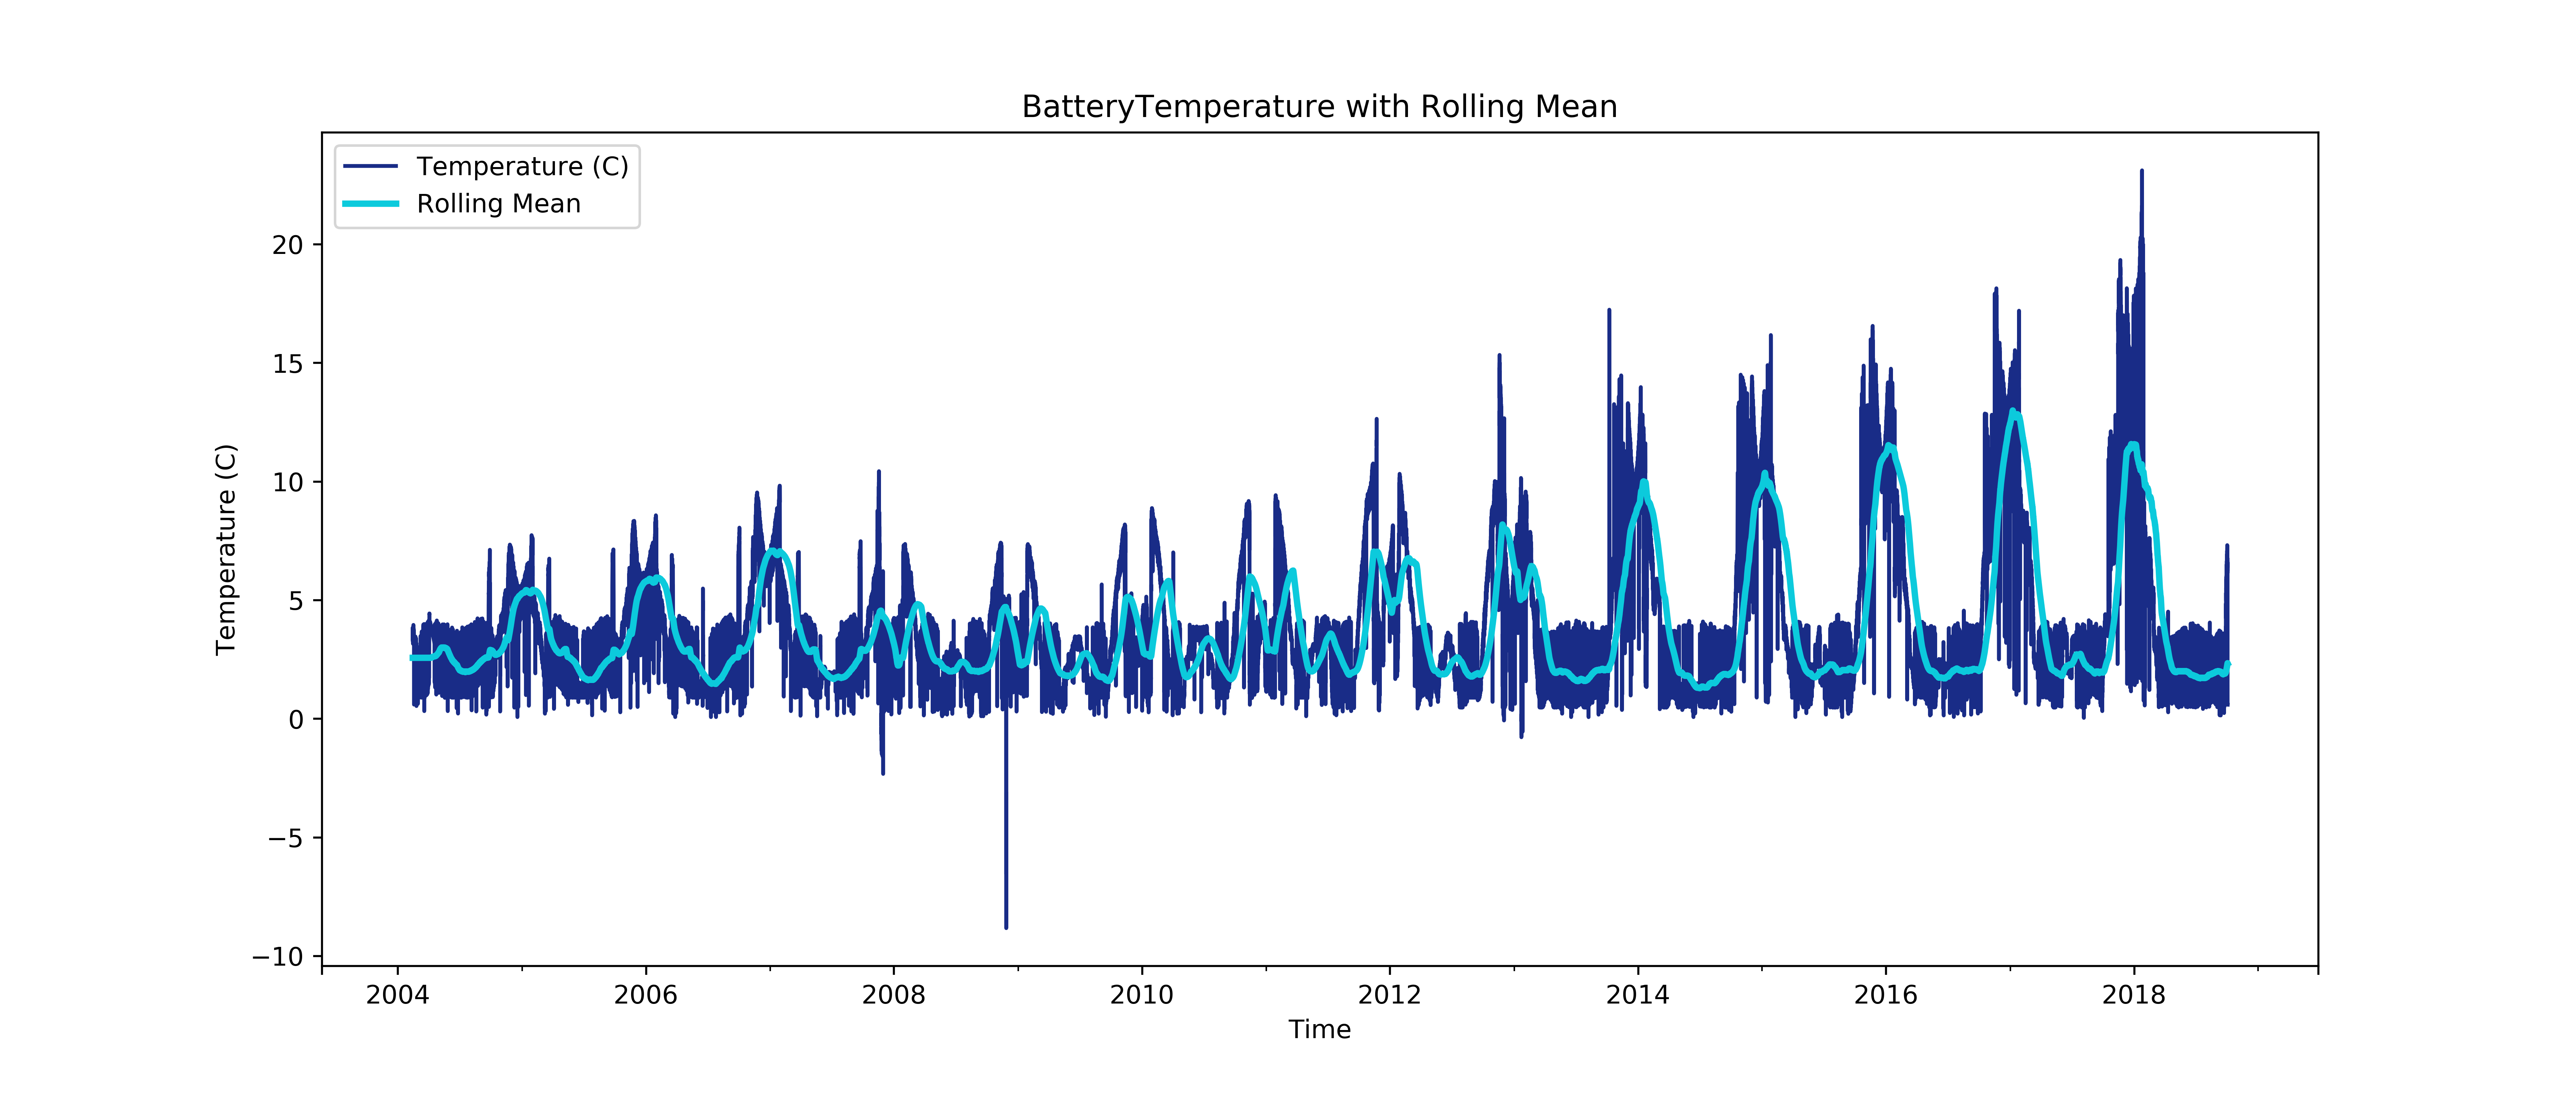 BatteryTemperature with Rolling Mean
Temperature (C)
Rolling Mean
Temperature (C)
20
15
10
5
0
−5
−10
2004 2006 2008 2010 2012 2014 2016 2018
Time